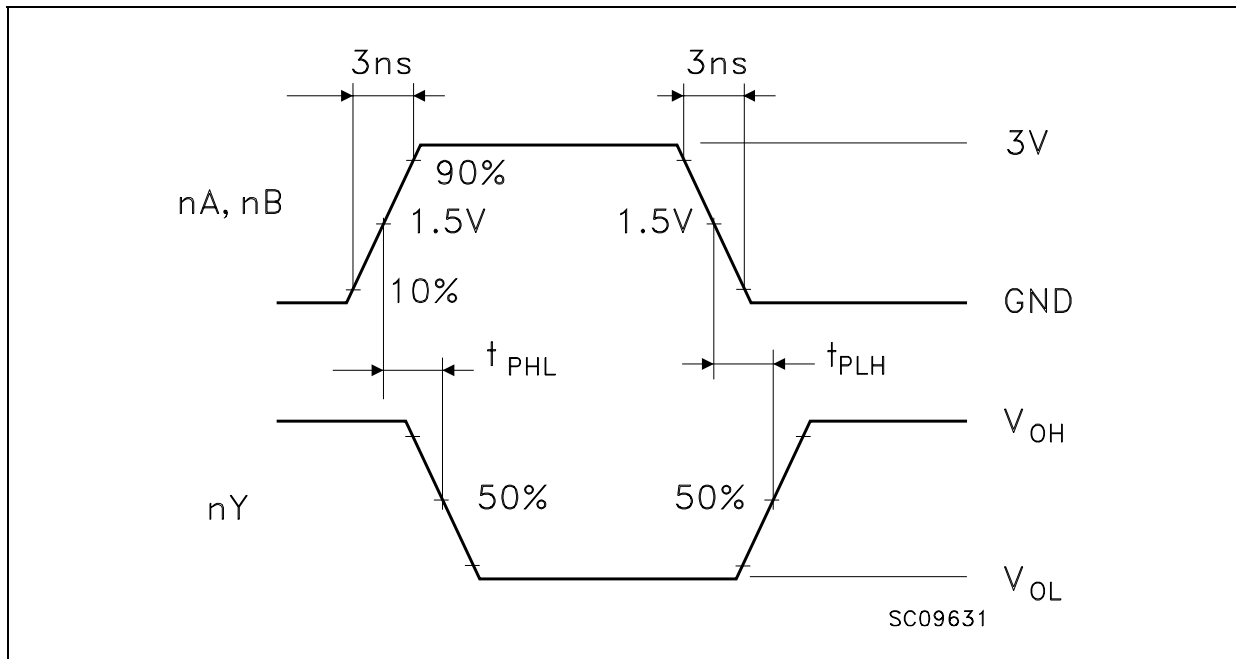 3ns 3ns
3V
90%
nA, nB
1.5V 1.5V
10%
GND
t PHL tPLH
VOH
50% 50%
nY
VOL
SC09631